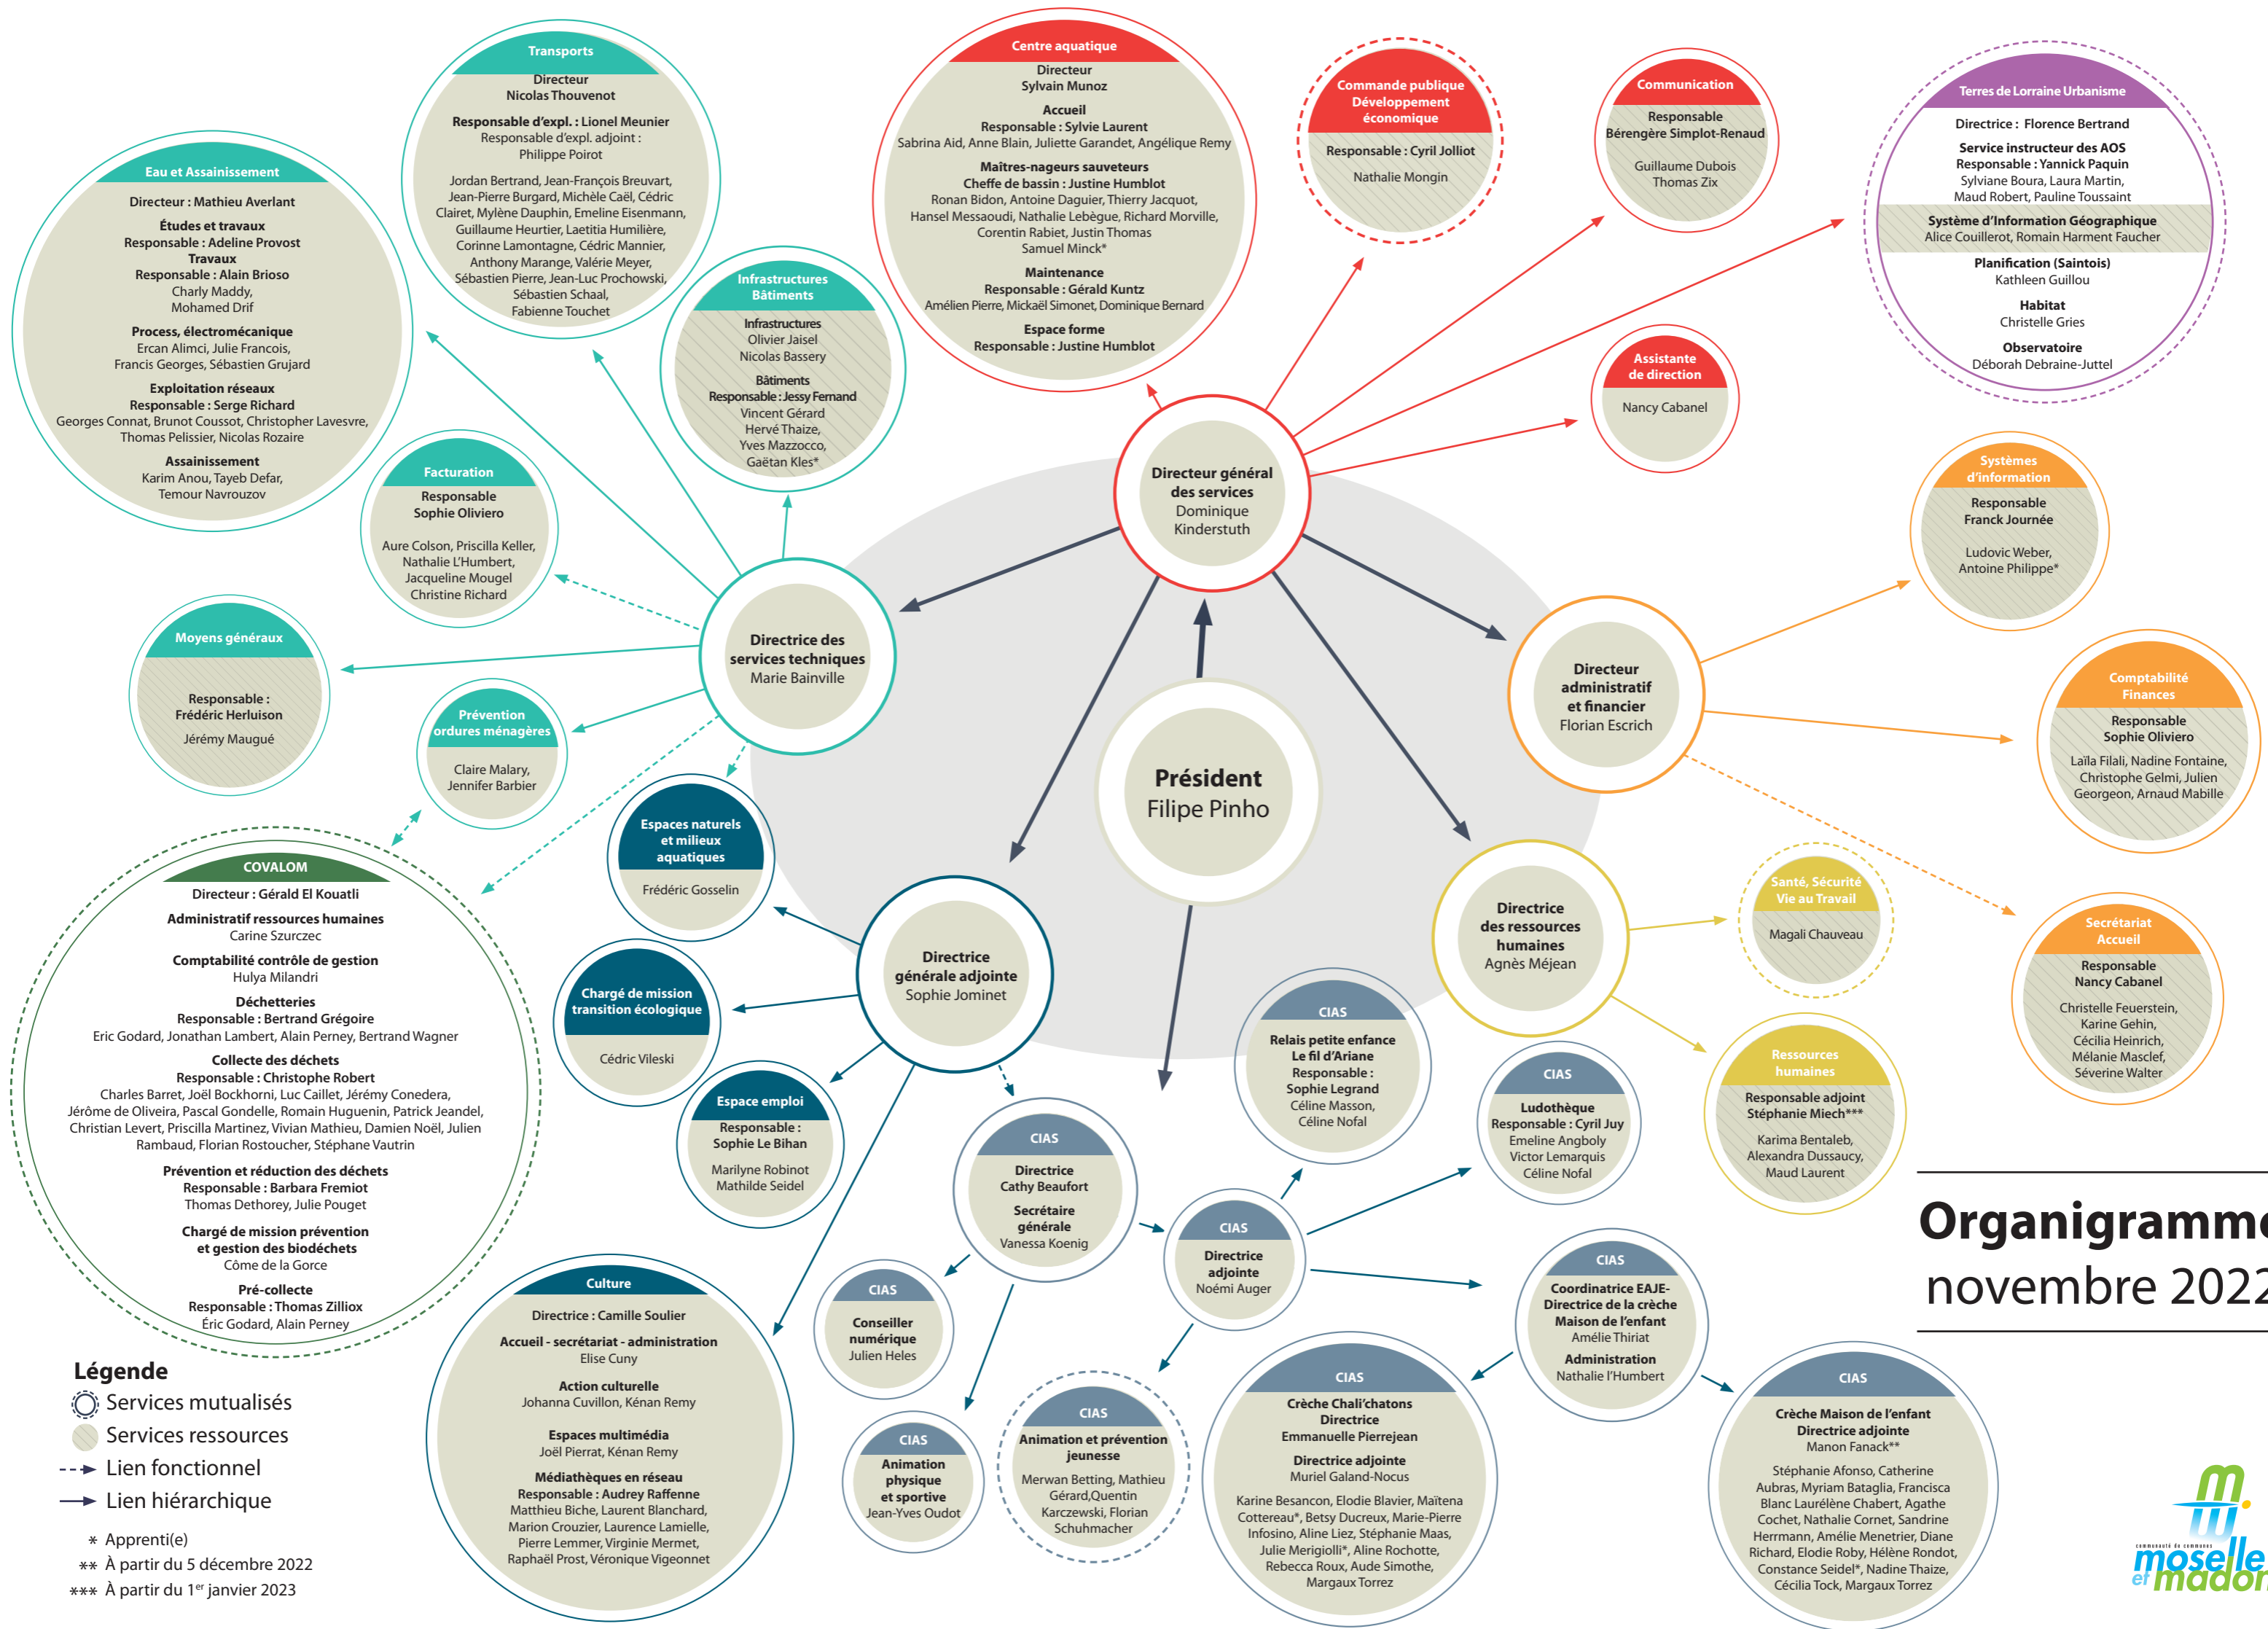 Transports
Directeur
Nicolas Thouvenot
Responsable d'expl. : Lionel Meunier
Responsable d'expl. adjoint :
Philippe Poirot
Jordan Bertrand, Jean-François Breuvart,
Jean-Pierre Burgard, Michèle Caël, Cédric
Clairet, Mylène Dauphin, Emeline Eisenmann,
Guillaume Heurtier, Laetitia Humilière,
Corinne Lamontagne, Cédric Mannier,
Anthony Marange, Valérie Meyer,
Sébastien Pierre, Jean-Luc Prochowski,
Sébastien Schaal,
Fabienne Touchet
Centre aquatique
Directeur
Sylvain Munoz
Accueil
Responsable : Sylvie Laurent
Sabrina Aid, Anne Blain, Juliette Garandet, Angélique Remy
Maîtres-nageurs sauveteurs
Cheffe de bassin : Justine Humblot
Ronan Bidon, Antoine Daguier, Thierry Jacquot,
Hansel Messaoudi, Nathalie Lebègue, Richard Morville,
Corentin Rabiet, Justin Thomas
Samuel Minck*
Maintenance
Responsable : Gérald Kuntz
Amélien Pierre, Mickaël Simonet, Dominique Bernard
Espace forme
Responsable : Justine Humblot
Commande publique
Développement
économique
Responsable : Cyril Jolliot
Nathalie Mongin
Communication
Responsable
Bérengère Simplot-Renaud
Guillaume Dubois
Thomas Zix
Terres de Lorraine Urbanisme
Directrice : Florence Bertrand
Service instructeur des AOS
Responsable : Yannick Paquin
Sylviane Boura, Laura Martin,
Maud Robert, Pauline Toussaint
Système d'Information Géographique
Alice Couillerot, Romain Harment Faucher
Planification (Saintois)
Kathleen Guillou
Habitat
Christelle Gries
Observatoire
Déborah Debraine-Juttel
Eau et Assainissement
Directeur : Mathieu Averlant
Études et travaux
Responsable : Adeline Provost
Travaux
Responsable : Alain Brioso
Charly Maddy,
Mohamed Drif
Process, électromécanique
Ercan Alimci, Julie Francois,
Francis Georges, Sébastien Grujard
Exploitation réseaux
Responsable : Serge Richard
Georges Connat, Brunot Coussot, Christopher Lavesvre,
Thomas Pelissier, Nicolas Rozaire
Assainissement
Karim Anou, Tayeb Defar,
Temour Navrouzov
Infrastructures
Bâtiments
Infrastructures
Olivier Jaisel
Nicolas Bassery
Bâtiments
Responsable : Jessy Fernand
Vincent Gérard
Hervé Thaize,
Yves Mazzocco,
Gaëtan Kles*
Assistante
de direction
Nancy Cabanel
Facturation
Responsable
Sophie Oliviero
Aure Colson, Priscilla Keller,
Nathalie L'Humbert,
Jacqueline Mougel
Christine Richard
Directeur général
des services
Dominique
Kinderstuth
Systèmes
d'information
Responsable
Franck Journée
Ludovic Weber,
Antoine Philippe*
Moyens généraux
Responsable :
Frédéric Herluison
Jérémy Maugué
Directrice des
services techniques
Marie Bainville
Directeur
administratif
et financier
Florian Escrich
Comptabilité
Finances
Responsable
Sophie Oliviero
Laïla Filali, Nadine Fontaine,
Christophe Gelmi, Julien
Georgeon, Arnaud Mabille
Prévention
ordures ménagères
Claire Malary,
Jennifer Barbier
Président
Filipe Pinho
Espaces naturels
et milieux
aquatiques
Frédéric Gosselin
Santé, Sécurité
Vie au Travail
Magali Chauveau
Secrétariat
Accueil
Responsable
Nancy Cabanel
Christelle Feuerstein,
Karine Gehin,
Cécilia Heinrich,
Mélanie Masclef,
Séverine Walter
COVALOM
Directeur : Gérald El Kouatli
Administratif ressources humaines
Carine Szurczec
Comptabilité contrôle de gestion
Hulya Milandri
Déchetteries
Responsable : Bertrand Grégoire
Eric Godard, Jonathan Lambert, Alain Perney, Bertrand Wagner
Collecte des déchets
Responsable : Christophe Robert
Charles Barret, Joël Bockhorni, Luc Caillet, Jérémy Conedera,
Jérôme de Oliveira, Pascal Gondelle, Romain Huguenin, Patrick Jeandel,
Christian Levert, Priscilla Martinez, Vivian Mathieu, Damien Noël, Julien
Rambaud, Florian Rostoucher, Stéphane Vautrin
Prévention et réduction des déchets
Responsable : Barbara Fremiot
Thomas Dethorey, Julie Pouget
Chargé de mission prévention
et gestion des biodéchets
Côme de la Gorce
Pré-collecte
Responsable : Thomas Zilliox
Éric Godard, Alain Perney
Directrice
générale adjointe
Sophie Jominet
Directrice
des ressources
humaines
Agnès Méjean
Chargé de mission
transition écologique
Cédric Vileski
Ressources
humaines
Responsable adjoint
Stéphanie Miech***
Karima Bentaleb,
Alexandra Dussaucy,
Maud Laurent
Espace emploi
Responsable :
Sophie Le Bihan
Marilyne Robinot
Mathilde Seidel
CIAS
Relais petite enfance
Le fil d'Ariane
Responsable :
Sophie Legrand
Céline Masson,
Céline Nofal
CIAS
Ludothèque
Responsable : Cyril Juy
Emeline Angboly
Victor Lemarquis
Céline Nofal
CIAS
Directrice
Cathy Beaufort
Secrétaire
générale
Vanessa Koenig
CIAS
Directrice
adjointe
Noémi Auger
CIAS
Coordinatrice EAJE-
Directrice de la crèche
Maison de l'enfant
Amélie Thiriat
Administration
Nathalie l'Humbert
Organigramme
novembre 2022
Culture
Directrice : Camille Soulier
Accueil - secrétariat - administration
Elise Cuny
Action culturelle
Johanna Cuvillon, Kénan Remy
Espaces multimédia
Joël Pierrat, Kénan Remy
Médiathèques en réseau
Responsable : Audrey Raffenne
Matthieu Biche, Laurent Blanchard,
Marion Crouzier, Laurence Lamielle,
Pierre Lemmer, Virginie Mermet,
Raphaël Prost, Véronique Vigeonnet
CIAS
Conseiller
numérique
Julien Heles
CIAS
Animation
physique
et sportive
Jean-Yves Oudot
CIAS
Animation et prévention
jeunesse
Merwan Betting, Mathieu
Gérard,Quentin
Karczewski, Florian
Schuhmacher
CIAS
Crèche Chali'chatons
Directrice
Emmanuelle Pierrejean
Directrice adjointe
Muriel Galand-Nocus
Karine Besancon, Elodie Blavier, Maïtena
Cottereau*, Betsy Ducreux, Marie-Pierre
Infosino, Aline Liez, Stéphanie Maas,
Julie Merigiolli*, Aline Rochotte,
Rebecca Roux, Aude Simothe,
Margaux Torrez
CIAS
Crèche Maison de l'enfant
Directrice adjointe
Manon Fanack**
Stéphanie Afonso, Catherine
Aubras, Myriam Bataglia, Francisca
Blanc Laurélène Chabert, Agathe
Cochet, Nathalie Cornet, Sandrine
Herrmann, Amélie Menetrier, Diane
Richard, Elodie Roby, Hélène Rondot,
Constance Seidel*, Nadine Thaize,
Cécilia Tock, Margaux Torrez
Légende
Services mutualisés
Services ressources
Lien fonctionnel
Lien hiérarchique
* Apprenti(e)
** À partir du 5 décembre 2022
*** À partir du 1er janvier 2023
communauté de communes
moselle
et madon